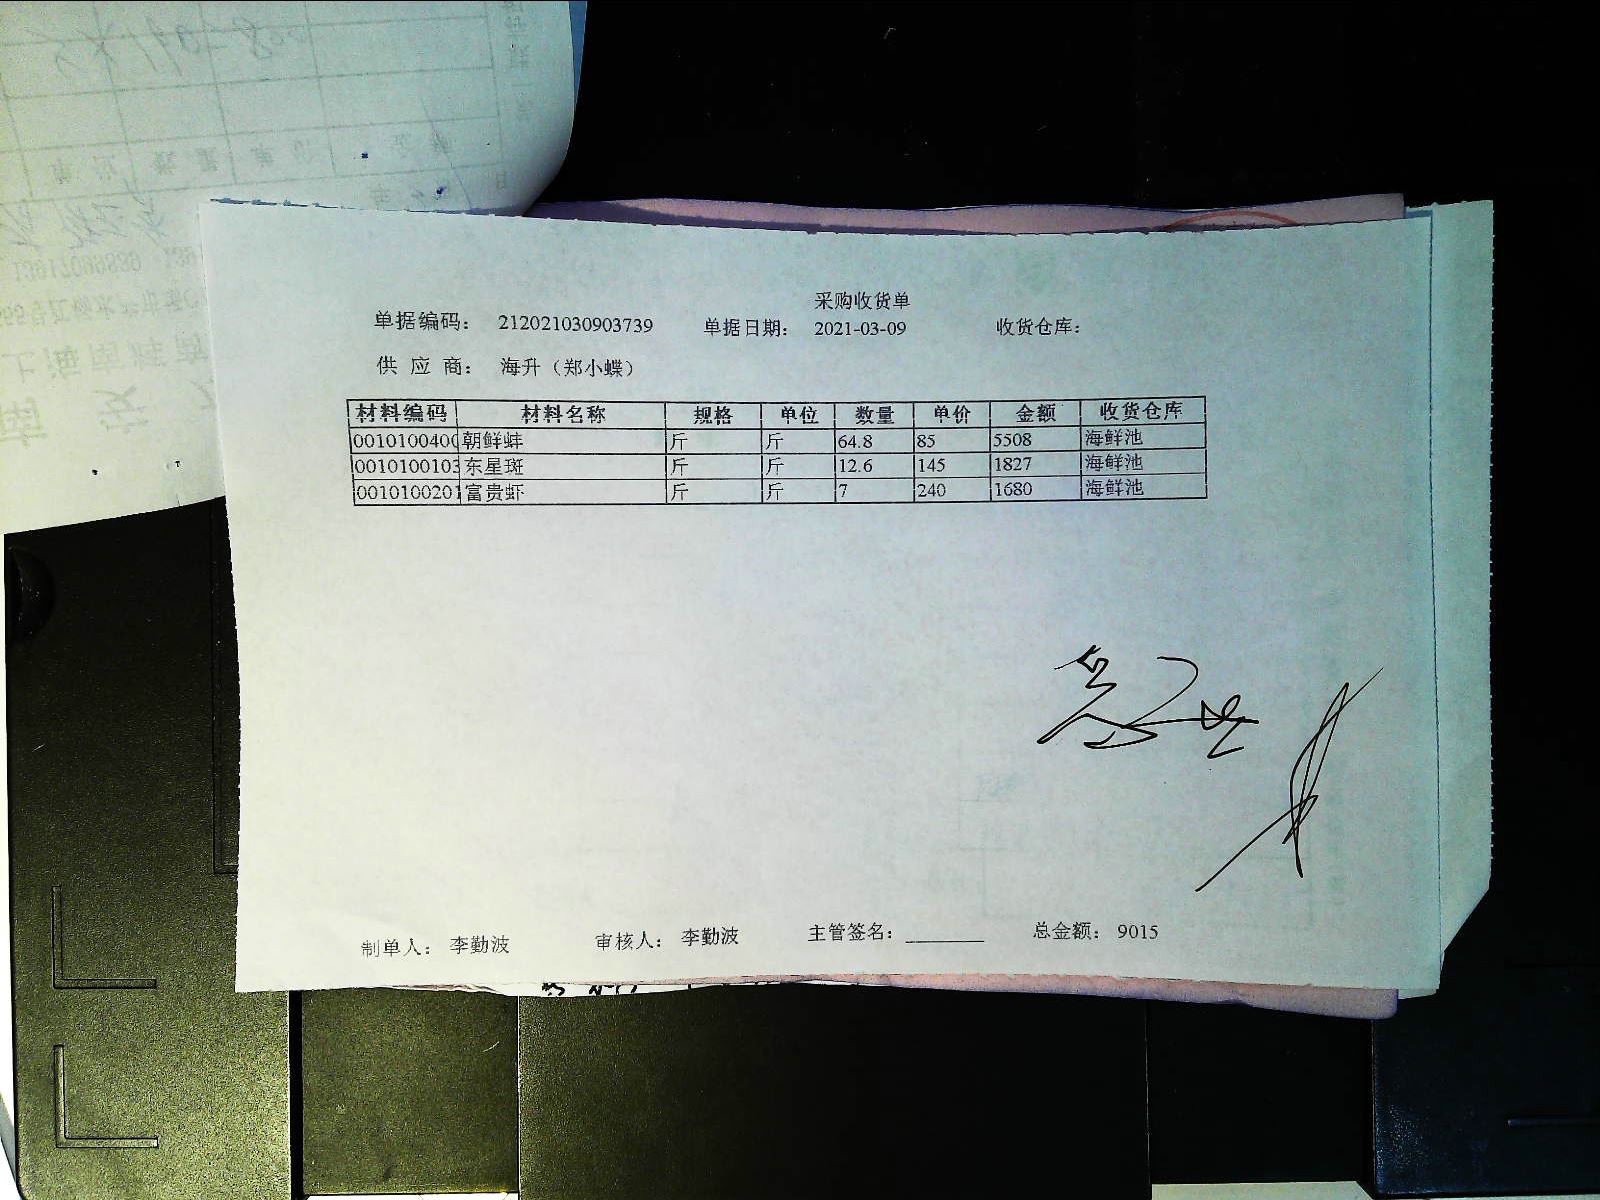 采购收货单
单据编码： 212021030903739 单据日期： 2021-03-09 收货仓库：
供 应 商： 海升（郑小蝶）
材料编码 材料名称 规格 单位 数量 单价 金额 收货仓库
0010100400 朝鲜蚌 斤 斤 64.8 85 5508 海鲜池
0010100103 东星斑 斤 斤 12.6 145 1827 海鲜池
0010100201 富贵虾 斤 斤 7 240 1680 海鲜池
制单人： 李勤波 审核人： 李勤波 主管签名：________ 总金额： 9015